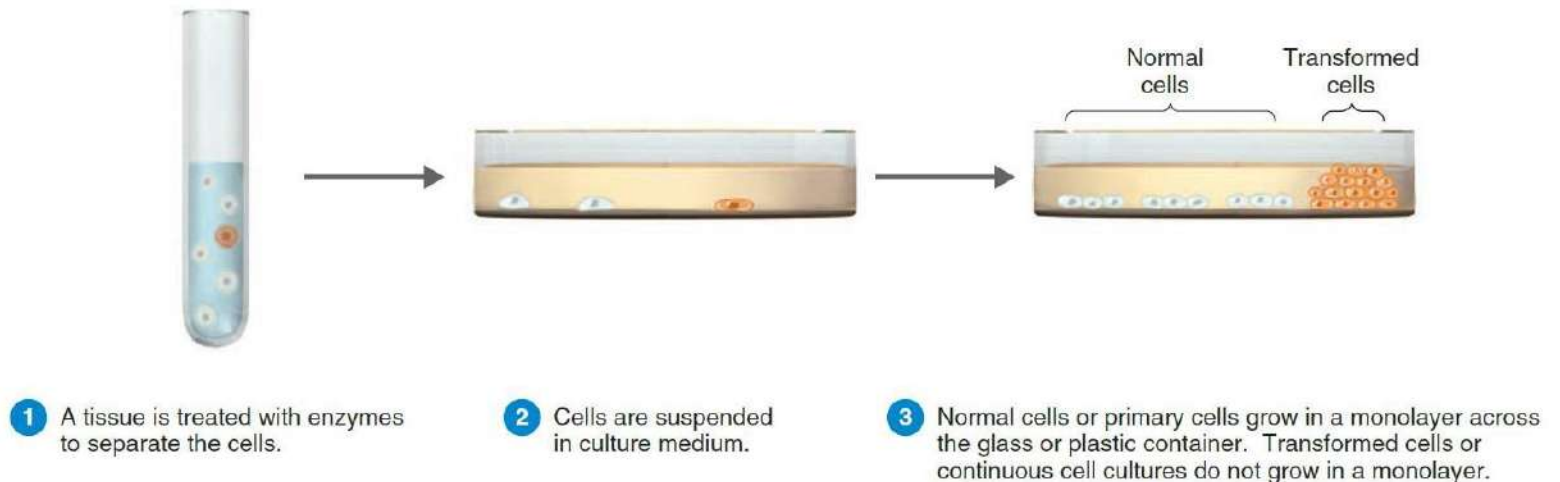 Normal
cells
Transformed
cells
1 A tissue is treated with enzymes
to separate the cells.
2 Cells are suspended
in culture medium.
3 Normal cells or primary cells grow in a monolayer across
the glass or plastic container. Transformed cells or
continuous cell cultures do not grow in a monolayer.